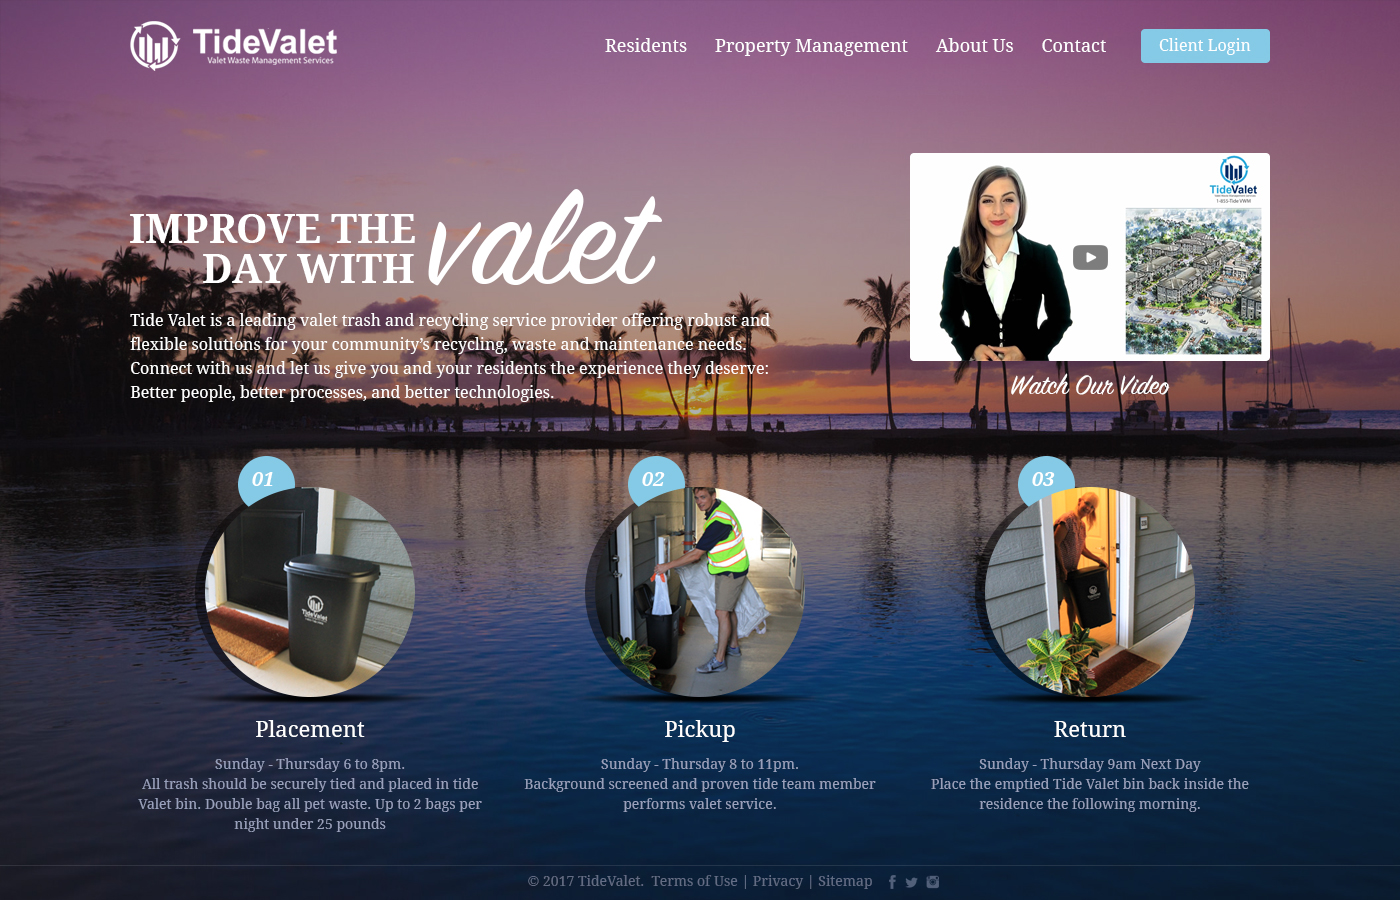 TideValet
Valet Waste Management Services
Residents Property Management About Us Contact Client Login
IMPROVE THE
DAY WITH valet
Tide Valet is a leading valet trash and recycling service provider offering robust and
flexible solutions for your community’s recycling, waste and maintenance needs.
Connect with us and let us give you and your residents the experience they deserve:
Better people, better processes, and better technologies.
TideValet
1-855-Tide VWM
Watch Our Video
01
02
03
TideValet
Placement
Sunday - Thursday 6 to 8pm.
All trash should be securely tied and placed in tide
Valet bin. Double bag all pet waste. Up to 2 bags per
night under 25 pounds
Pickup
Sunday - Thursday 8 to 11pm.
Background screened and proven tide team member
performs valet service.
Return
Sunday - Thursday 9am Next Day
Place the emptied Tide Valet bin back inside the
residence the following morning.
© 2017 TideValet. Terms of Use | Privacy | Sitemap